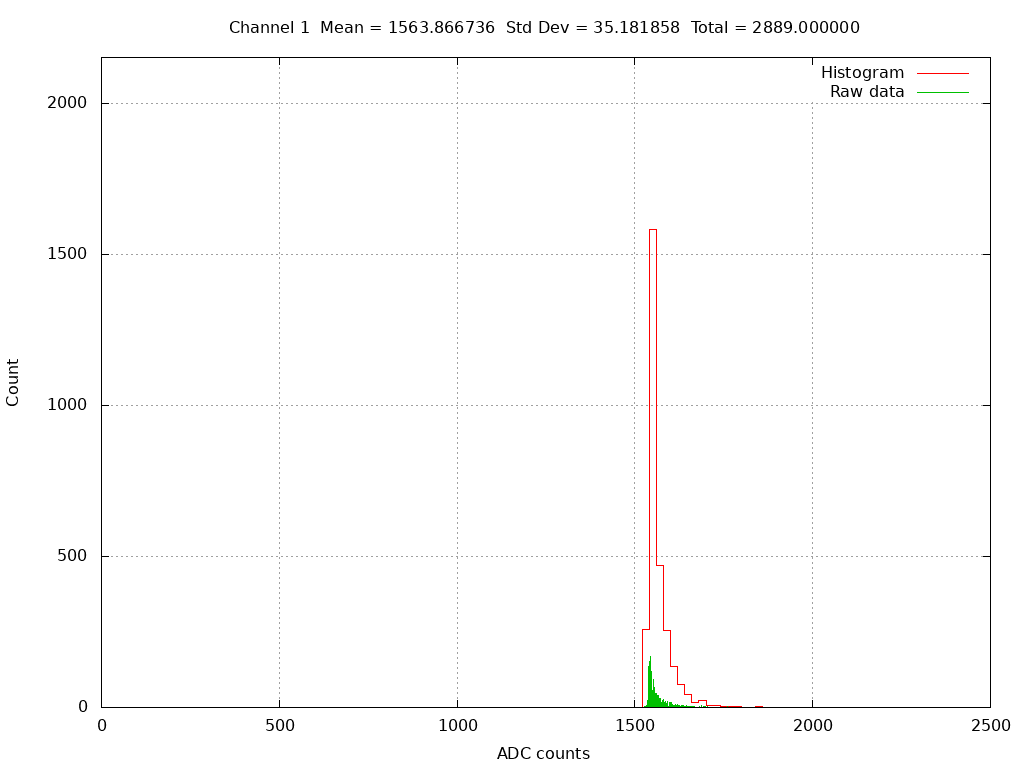 Channel 1  Mean = 1563.866736  Std Dev = 35.181858  Total = 2889.000000
Histogram
Raw data
2000
1500
1000
500
0
Count
0 500 1000 1500 2000 2500
ADC counts